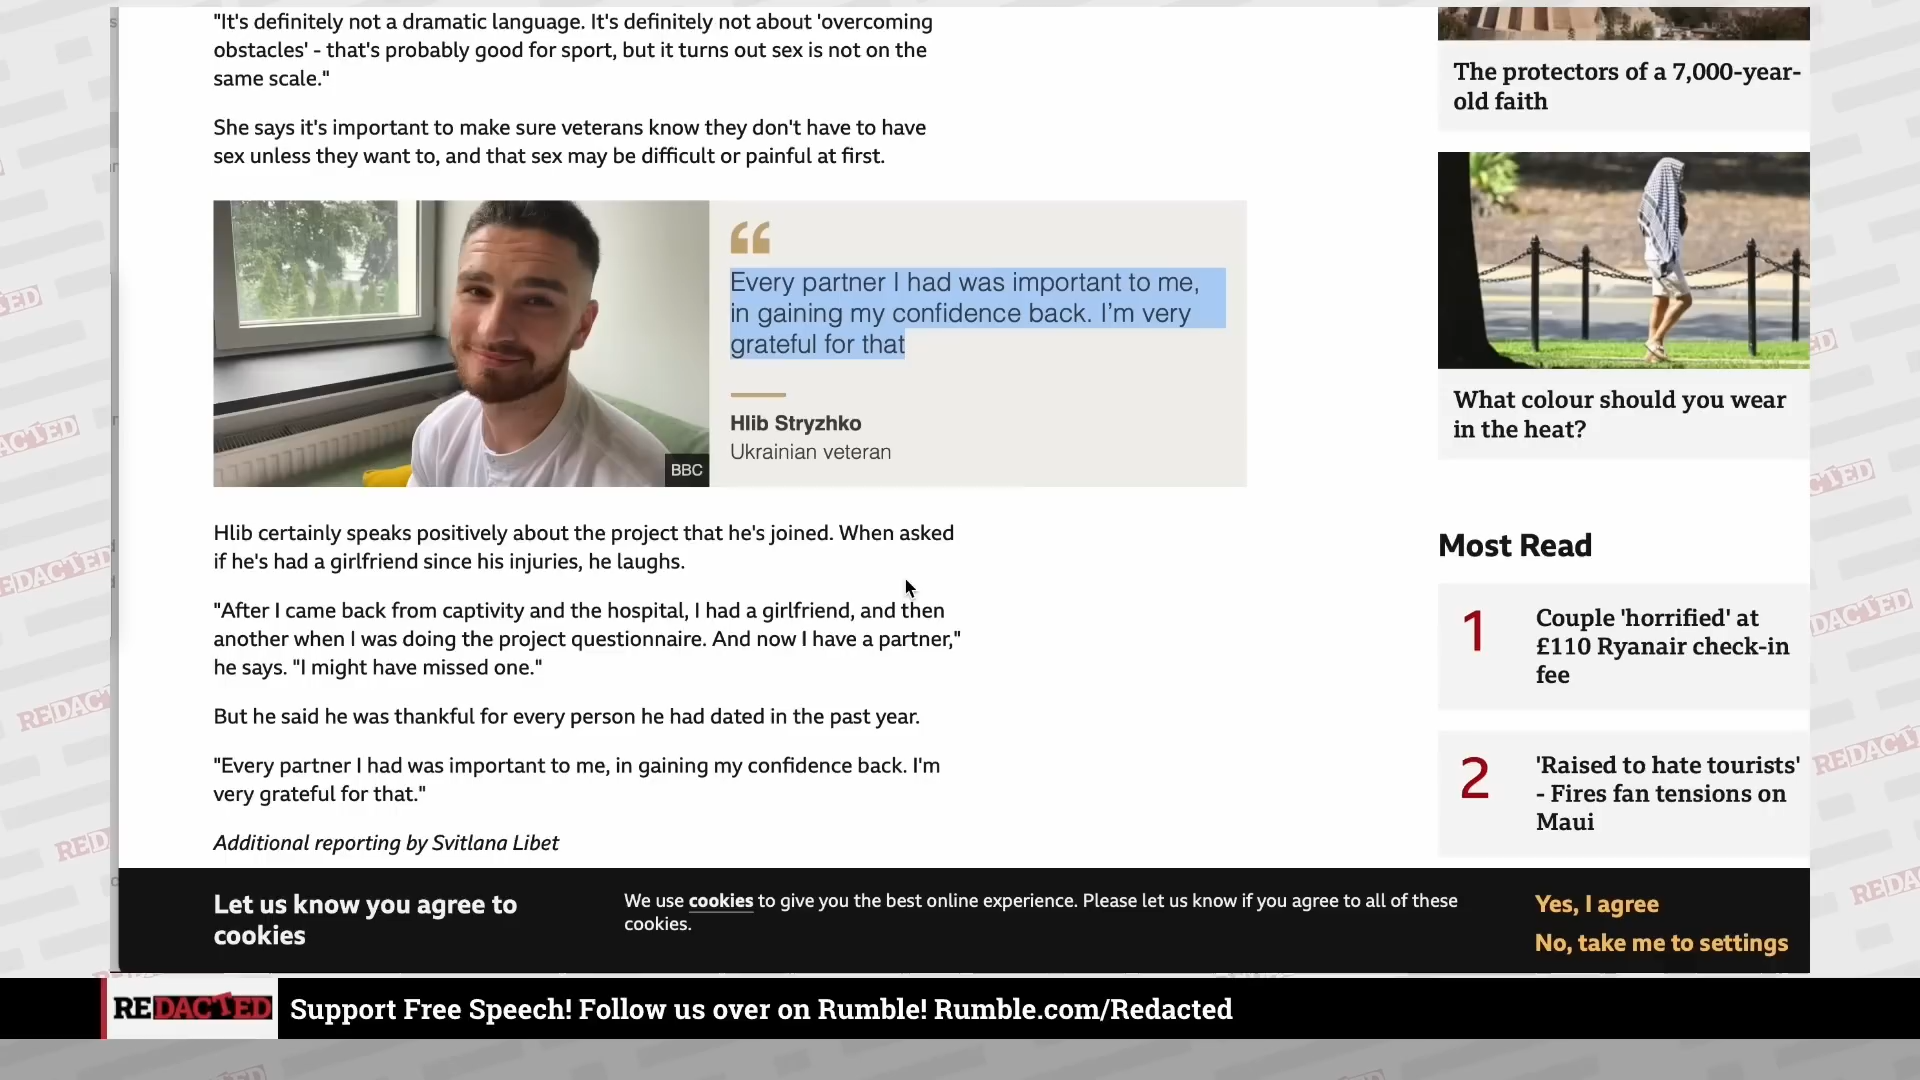 "It's definitely not a dramatic language. It's definitely not about 'overcoming
obstacles' - that's probably good for sport, but it turns out sex is not on the
same scale."
She says it's important to make sure veterans know they don't have to have
sex unless they want to, and that sex may be difficult or painful at first.
BBC
Every partner I had was important to me,
in gaining my confidence back. I'm very
grateful for that
Hlib Stryzhko
Ukrainian veteran
Hlib certainly speaks positively about the project that he's joined. When asked
if he's had a girlfriend since his injuries, he laughs.
"After I came back from captivity and the hospital, I had a girlfriend, and then
another when I was doing the project questionnaire. And now I have a partner,"
he says. "I might have missed one."
But he said he was thankful for every person he had dated in the past year.
"Every partner I had was important to me, in gaining my confidence back. I'm
very grateful for that."
Additional reporting by Svitlana Libet
The protectors of a 7,000-year-
old faith
What colour should you wear
in the heat?
Most Read
1
Couple 'horrified' at
£110 Ryanair check-in
fee
2
'Raised to hate tourists'
- Fires fan tensions on
Maui
Let us know you agree to
cookies
We use cookies to give you the best online experience. Please let us know if you agree to all of these
cookies.
Yes, I agree
No, take me to settings
REDACTED
Support Free Speech! Follow us over on Rumble! Rumble.com/Redacted